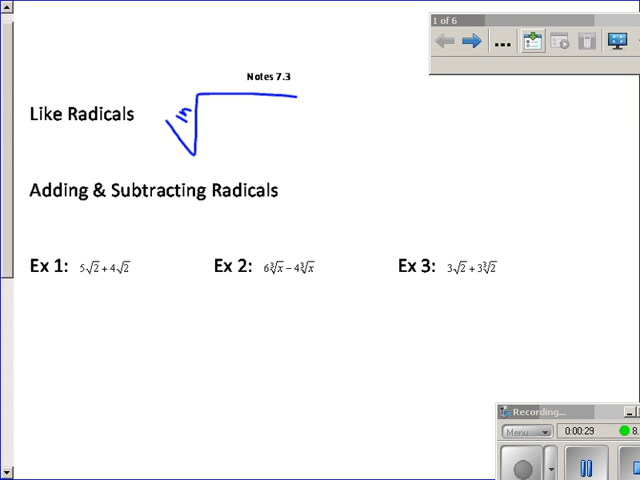 1 of 6
Notes 7.3
Like Radicals
Adding & Subtracting Radicals
Ex 1: 5√2 + 4√2 Ex 2: 6∛x − 4∛x Ex 3: 3√2 + 3∛2
Recording...
Menu 0:00:29 8.